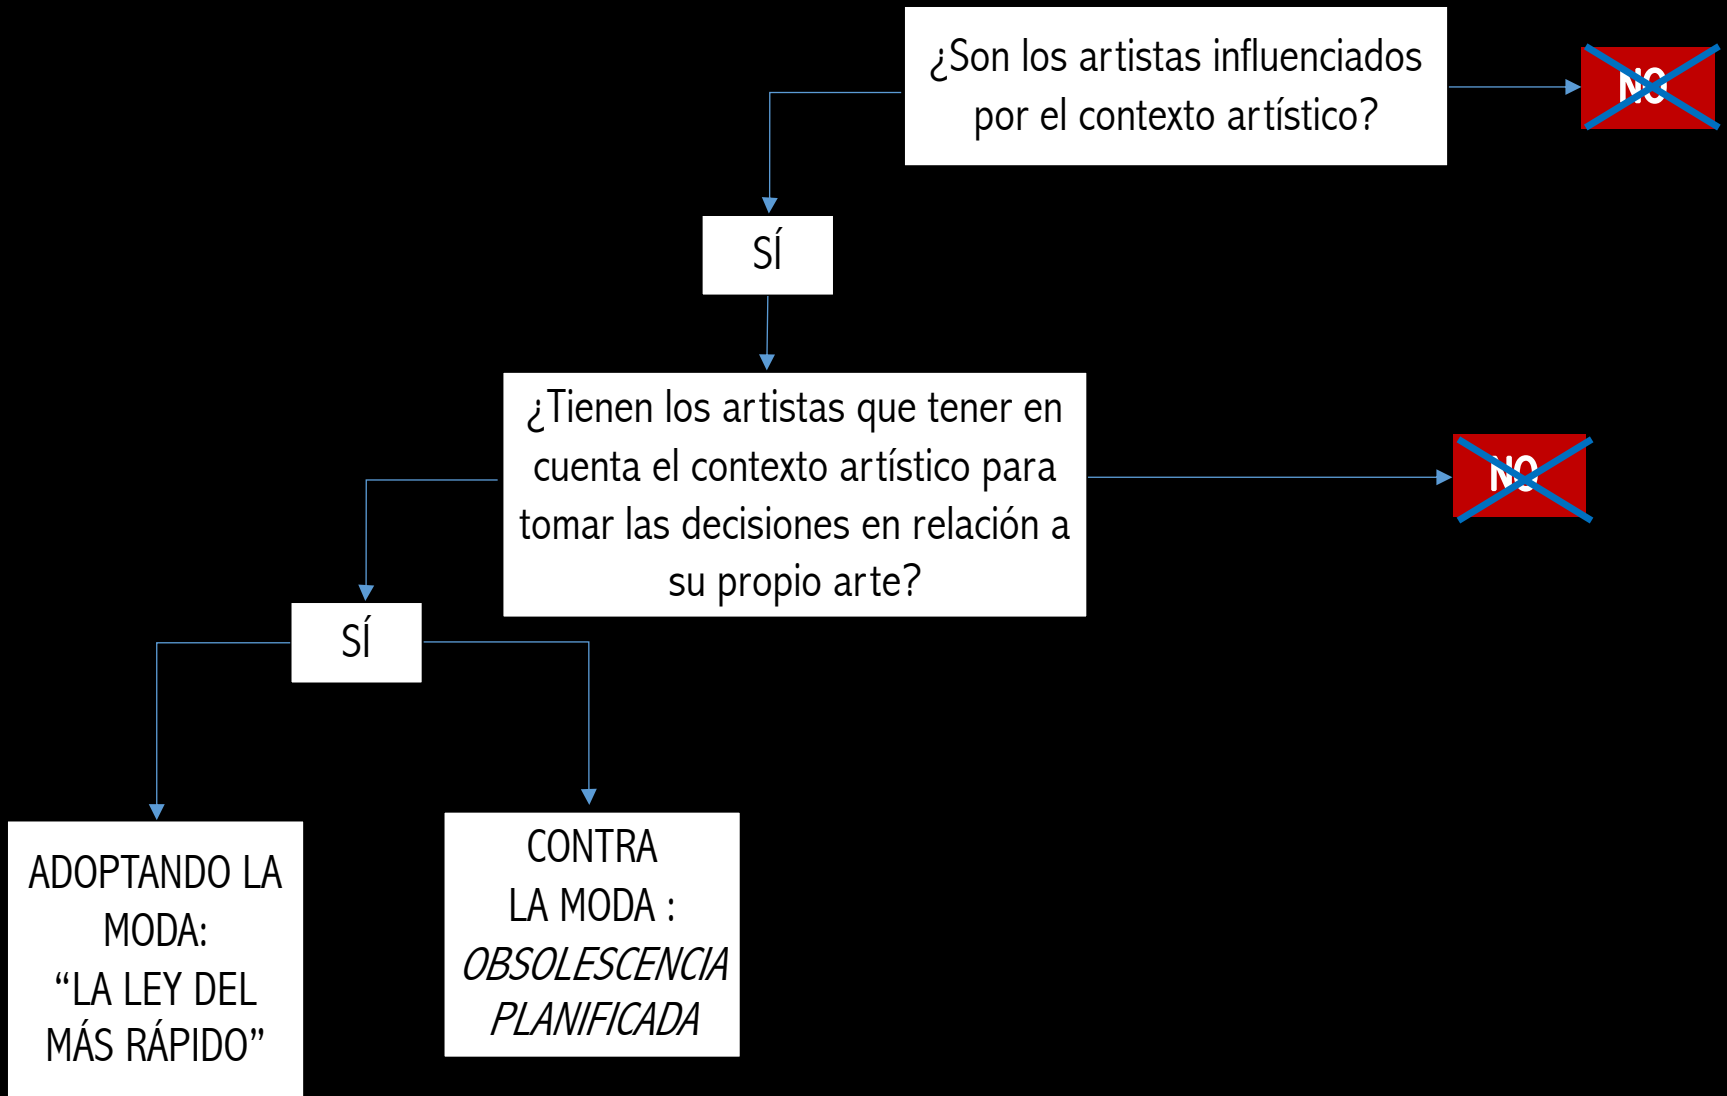 ¿Son los artistas influenciados
por el contexto artístico?
NO
SÍ
¿Tienen los artistas que tener en
cuenta el contexto artístico para
tomar las decisiones en relación a
su propio arte?
NO
SÍ
ADOPTANDO LA
MODA:
“LA LEY DEL
MÁS RÁPIDO”
CONTRA
LA MODA :
OBSOLESCENCIA
PLANIFICADA